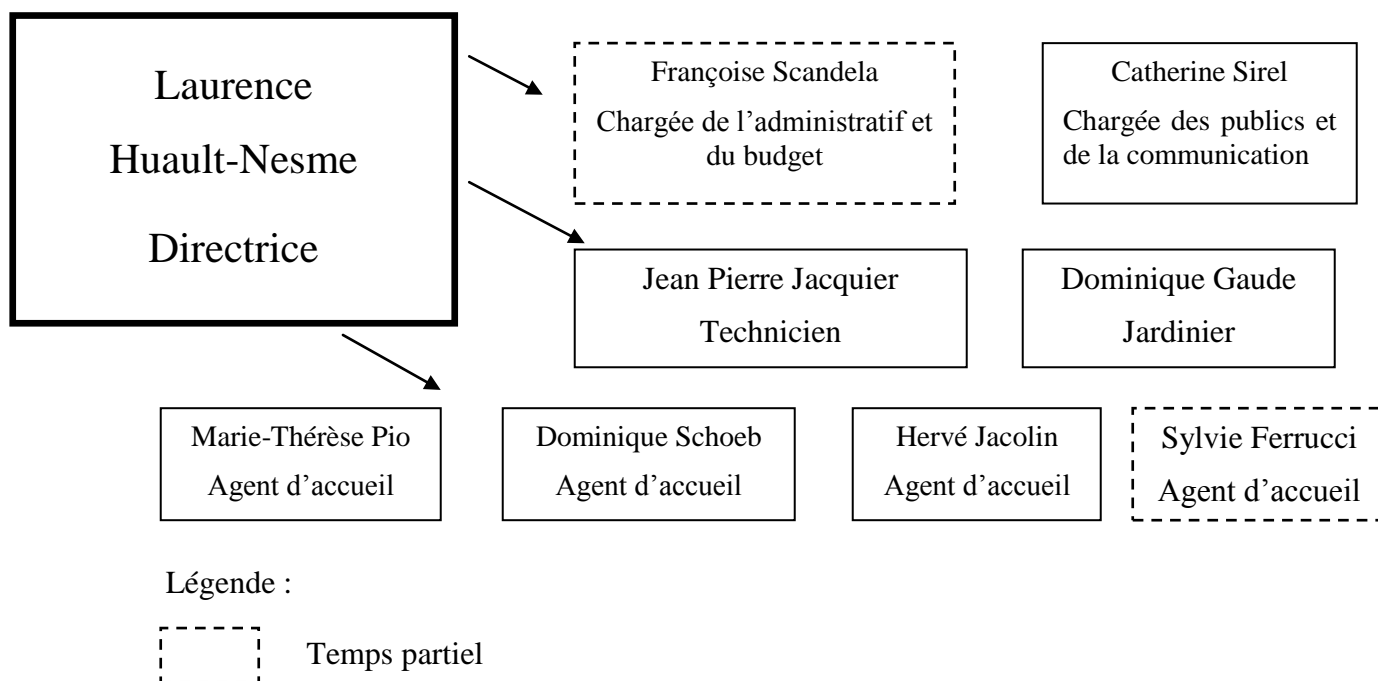 Laurence
Huault-Nesme
Directrice
Françoise Scandela
Chargée de l’administratif et
du budget
Catherine Sirel
Chargée des publics et
de la communication
Jean Pierre Jacquier
Technicien
Dominique Gaude
Jardinier
Marie-Thérèse Pio
Agent d’accueil
Dominique Schoeb
Agent d’accueil
Hervé Jacolin
Agent d’accueil
Sylvie Ferrucci
Agent d’accueil
Légende :
Temps partiel